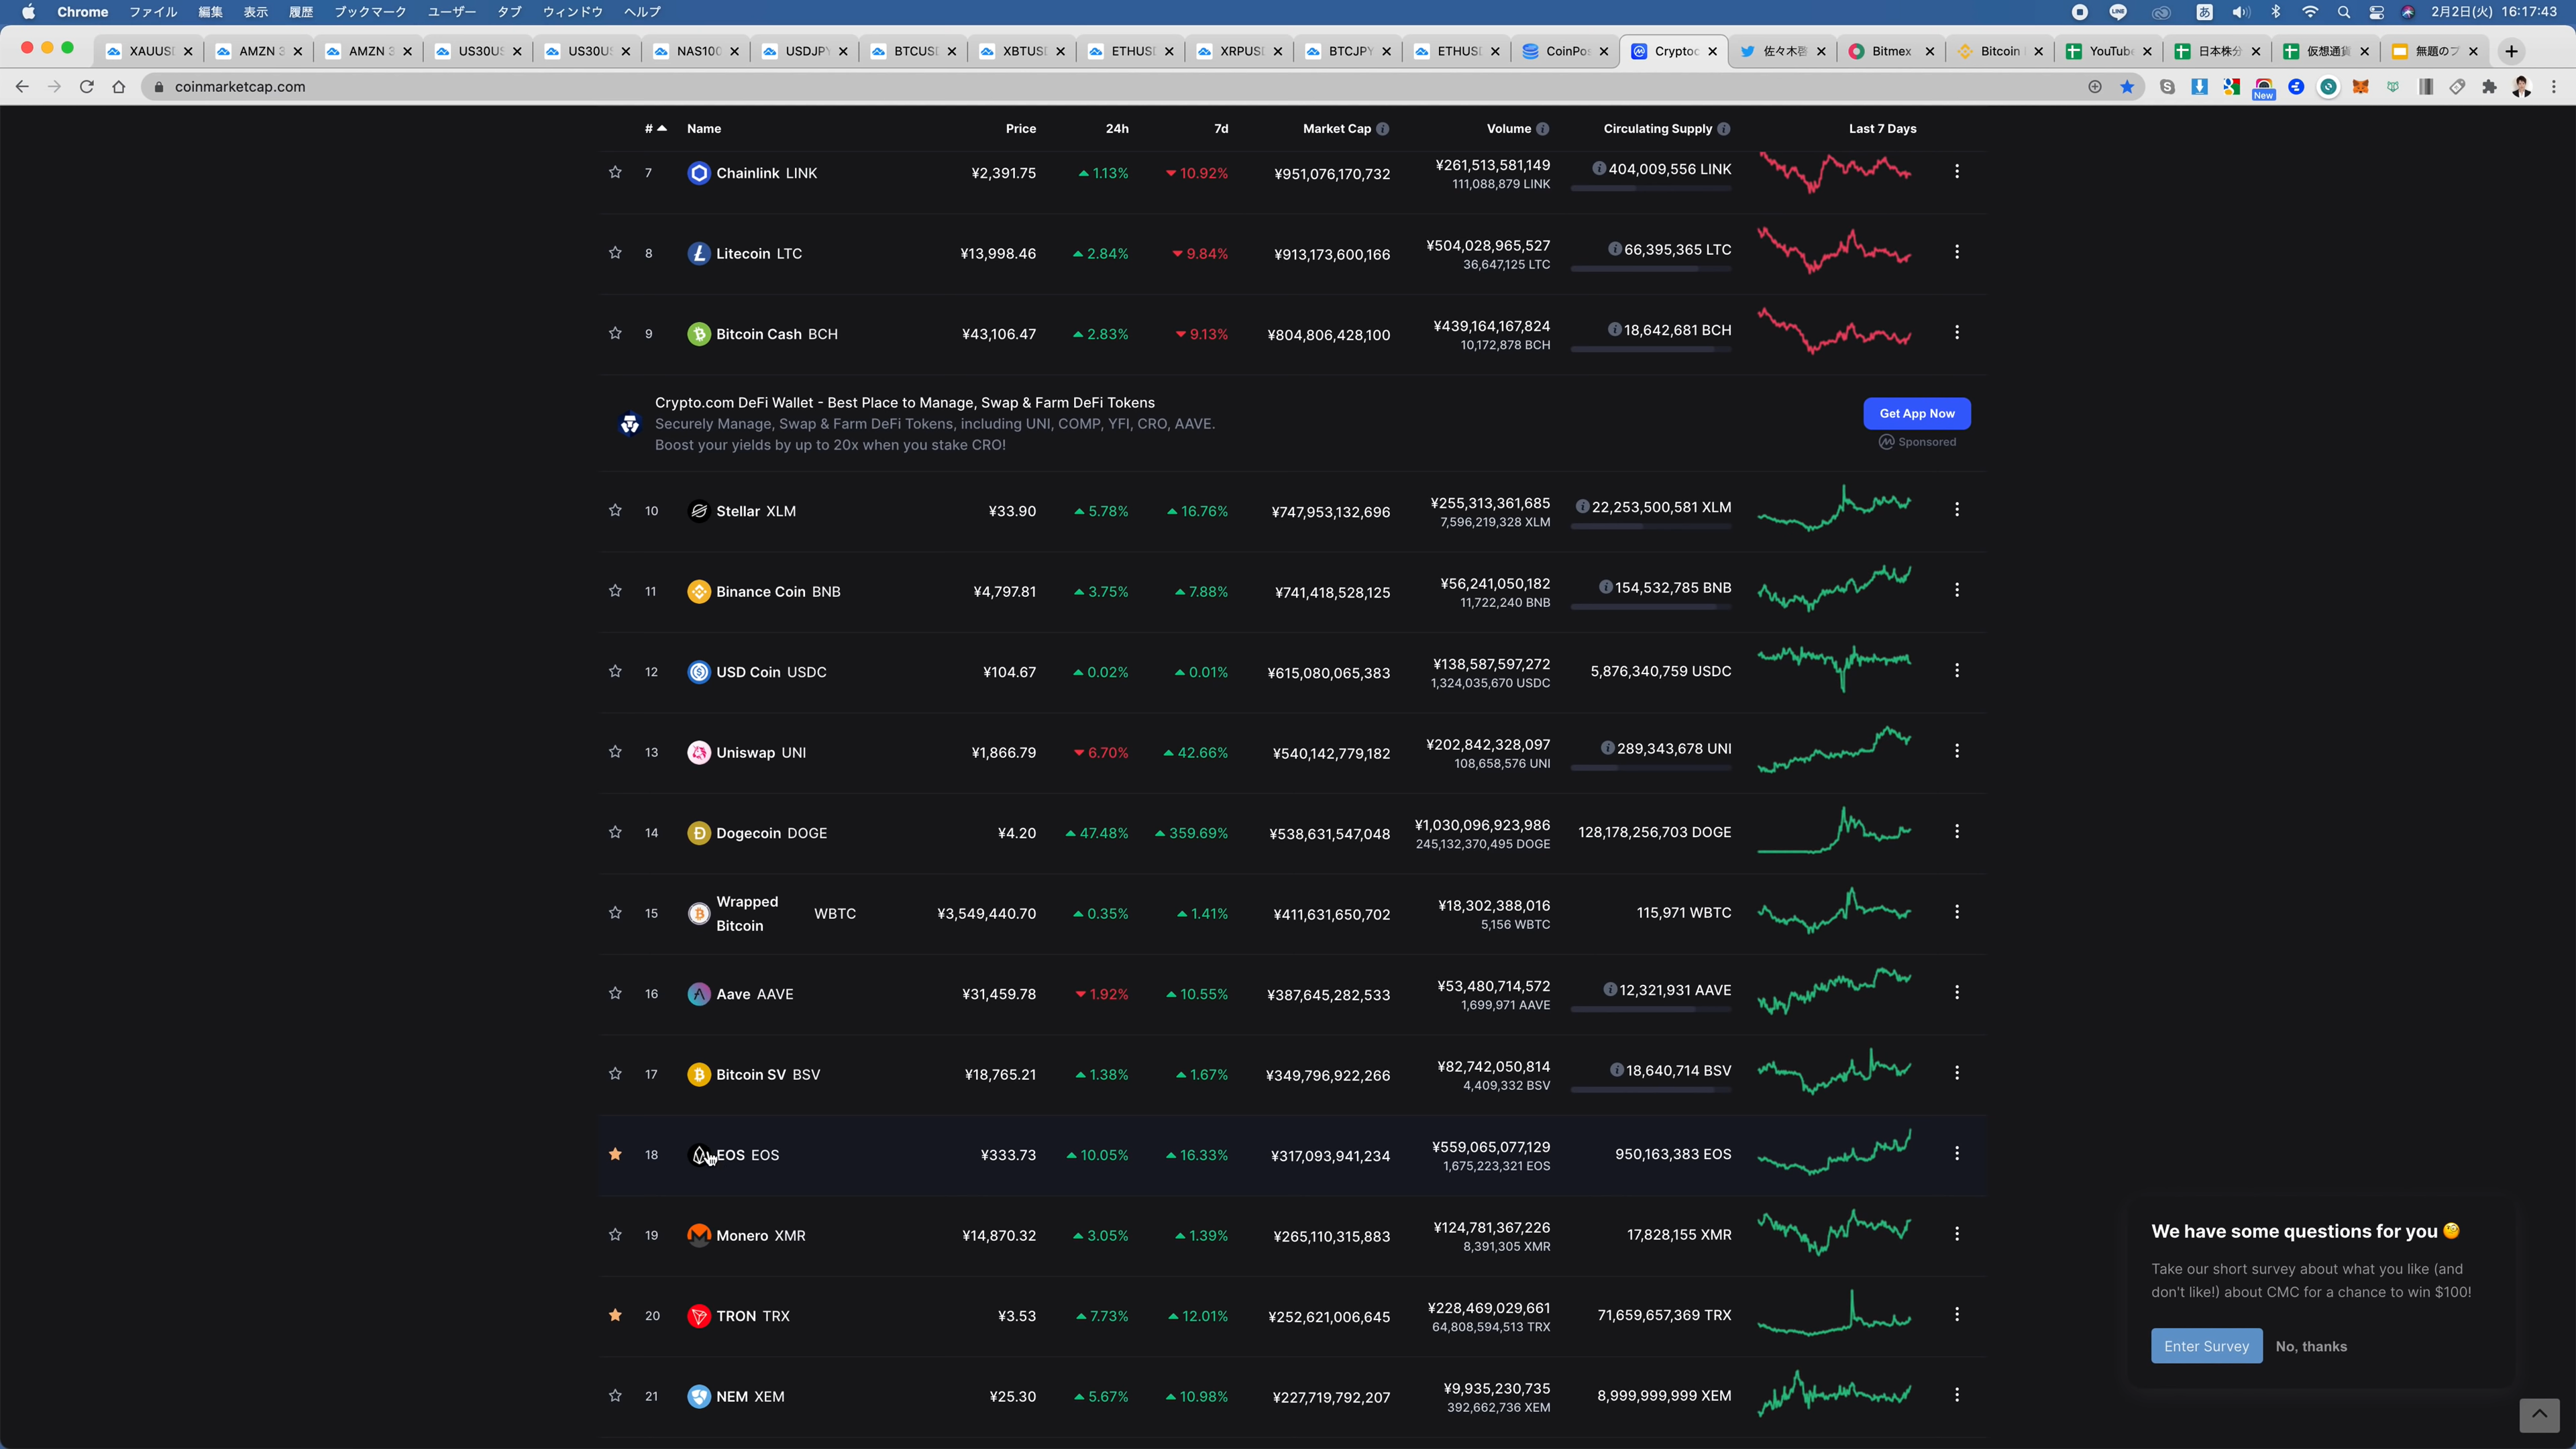 Chrome ファイル 編集 表示 履歴 ブックマーク ユーザー タブ ウィンドウ ヘルプ LINE あ 2月2日(火) 16:17:43
XAUUSD AMZN 3 AMZN 3 US30US US30US NAS100 USDJPY BTCUSD XBTUSD ETHUSD XRPUSD BTCJPY ETHUSD CoinPos Cryptoc 佐々木啓 Bitmex Bitcoin YouTube 日本株分 仮想通貨 無題のプ
coinmarketcap.com New
# Name Price 24h 7d Market Cap Volume Circulating Supply Last 7 Days
7 Chainlink LINK ¥2,391.75 1.13% 10.92% ¥951,076,170,732 ¥261,513,581,149 404,009,556 LINK
111,088,879 LINK
8 Litecoin LTC ¥13,998.46 2.84% 9.84% ¥913,173,600,166 ¥504,028,965,527 66,395,365 LTC
36,647,125 LTC
9 Bitcoin Cash BCH ¥43,106.47 2.83% 9.13% ¥804,806,428,100 ¥439,164,167,824 18,642,681 BCH
10,172,878 BCH
Crypto.com DeFi Wallet - Best Place to Manage, Swap & Farm DeFi Tokens
Securely Manage, Swap & Farm DeFi Tokens, including UNI, COMP, YFI, CRO, AAVE.
Boost your yields by up to 20x when you stake CRO!
Get App Now
Sponsored
10 Stellar XLM ¥33.90 5.78% 16.76% ¥747,953,132,696 ¥255,313,361,685 22,253,500,581 XLM
7,596,219,328 XLM
11 Binance Coin BNB ¥4,797.81 3.75% 7.88% ¥741,418,528,125 ¥56,241,050,182 154,532,785 BNB
11,722,240 BNB
12 USD Coin USDC ¥104.67 0.02% 0.01% ¥615,080,065,383 ¥138,587,597,272 5,876,340,759 USDC
1,324,035,670 USDC
13 Uniswap UNI ¥1,866.79 6.70% 42.66% ¥540,142,779,182 ¥202,842,328,097 289,343,678 UNI
108,658,576 UNI
14 Dogecoin DOGE ¥4.20 47.48% 359.69% ¥538,631,547,048 ¥1,030,096,923,986 128,178,256,703 DOGE
245,132,370,495 DOGE
15 Wrapped Bitcoin WBTC ¥3,549,440.70 0.35% 1.41% ¥411,631,650,702 ¥18,302,388,016 115,971 WBTC
5,156 WBTC
16 Aave AAVE ¥31,459.78 1.92% 10.55% ¥387,645,282,533 ¥53,480,714,572 12,321,931 AAVE
1,699,971 AAVE
17 Bitcoin SV BSV ¥18,765.21 1.38% 1.67% ¥349,796,922,266 ¥82,742,050,814 18,640,714 BSV
4,409,332 BSV
18 EOS EOS ¥333.73 10.05% 16.33% ¥317,093,941,234 ¥559,065,077,129 950,163,383 EOS
1,675,223,321 EOS
19 Monero XMR ¥14,870.32 3.05% 1.39% ¥265,110,315,883 ¥124,781,367,226 17,828,155 XMR
8,391,305 XMR
20 TRON TRX ¥3.53 7.73% 12.01% ¥252,621,006,645 ¥228,469,029,661 71,659,657,369 TRX
64,808,594,513 TRX
21 NEM XEM ¥25.30 5.67% 10.98% ¥227,719,792,207 ¥9,935,230,735 8,999,999,999 XEM
392,662,736 XEM
We have some questions for you
Take our short survey about what you like (and
don't like!) about CMC for a chance to win $100!
Enter Survey No, thanks